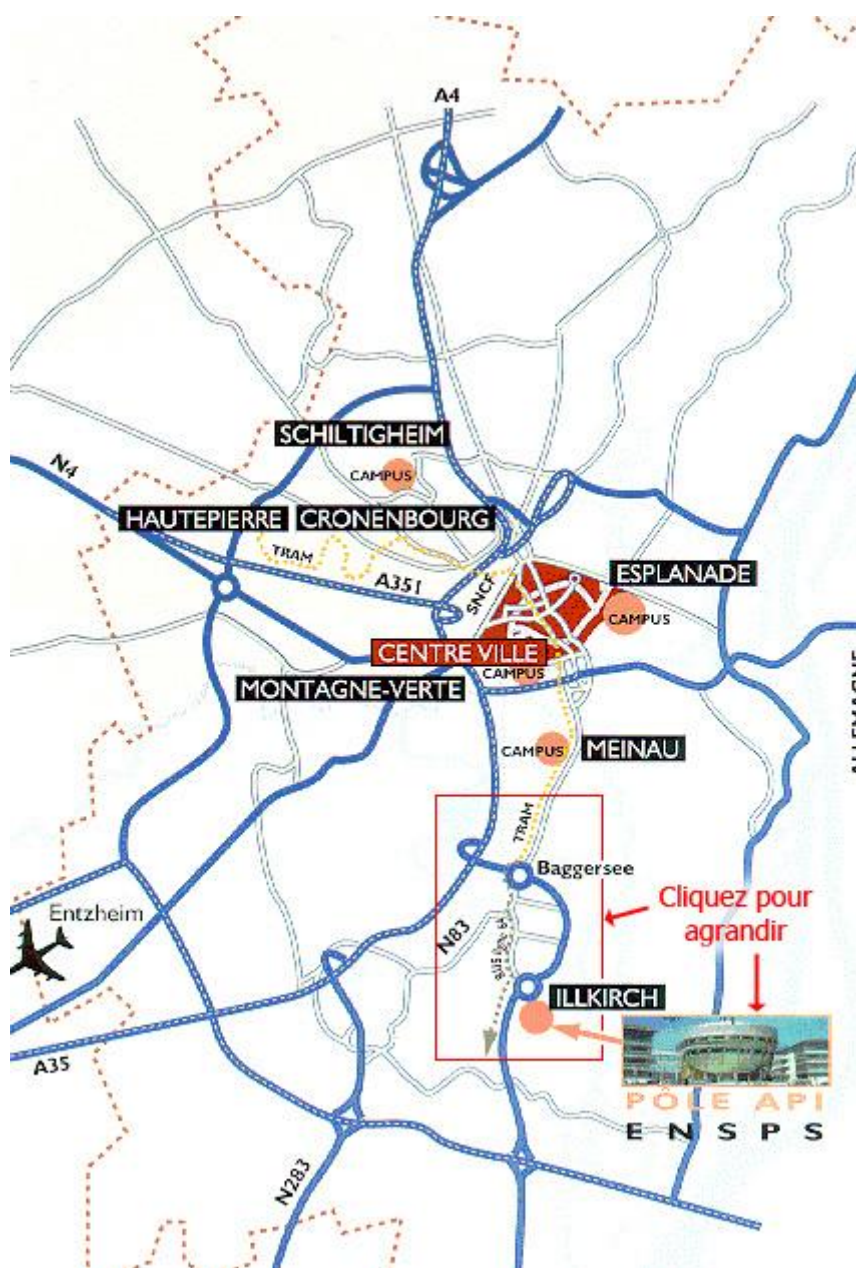 A4
SCHILTIGHEIM
CAMPUS
N4
HAUTEPIERRE
CRONENBOURG
TRAM
A351
SNCF
ESPLANADE
CAMPUS
CENTRE VILLE
CAMPUS
MONTAGNE-VERTE
CAMPUS
MEINAU
ALLEMAGNE
TRAM
Baggersee
Cliquez pour
agrandir
Entzheim
N83
ILLKIRCH
A35
PÔLE API
ENSPS
N283